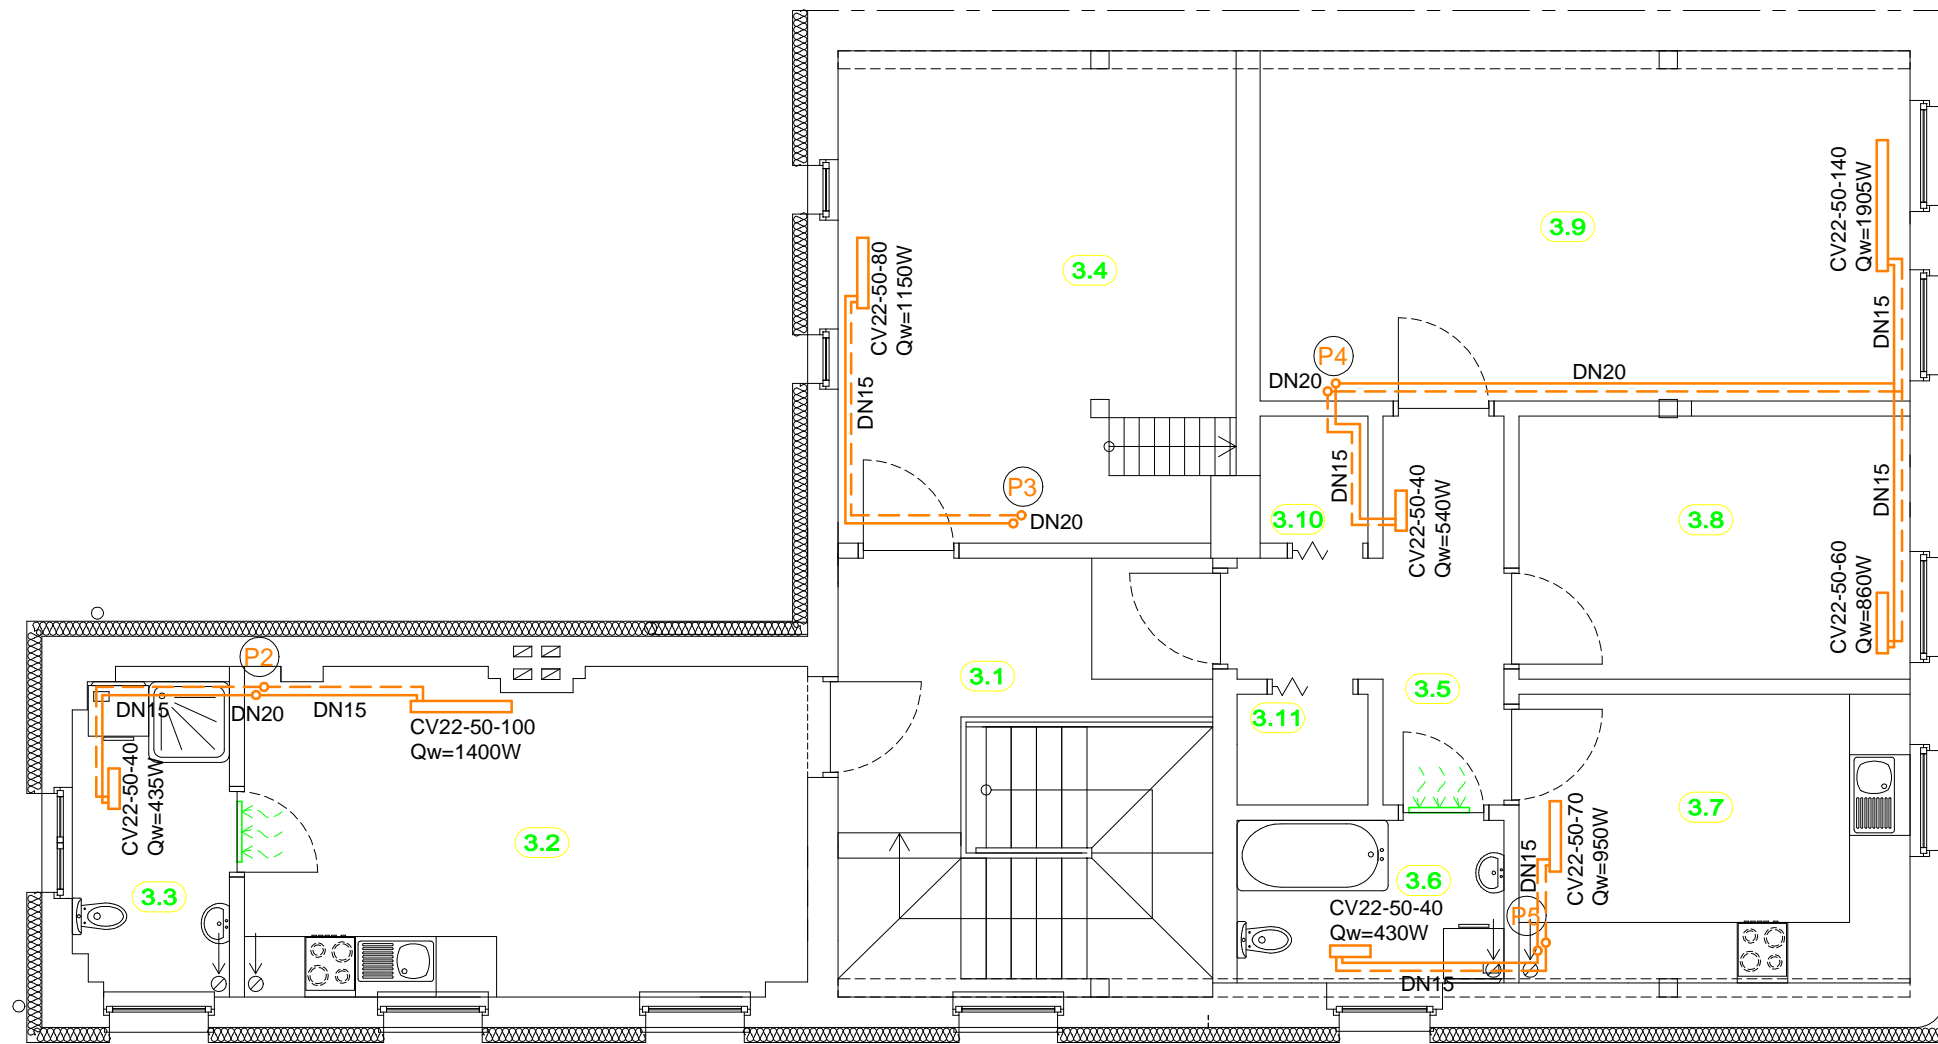 CV22-50-140
Qw=1905W
3.9
3.4
CV22-50-80
Qw=1150W
DN15
P4
DN20
DN20
DN15
P3
DN20
DN15
3.10
CV22-50-40
Qw=540W
3.8
DN15
CV22-50-60
Qw=860W
P2
DN15
DN20
DN15
CV22-50-100
Qw=1400W
3.1
3.5
3.11
CV22-50-40
Qw=435W
3.2
3.3
3.7
CV22-50-70
Qw=950W
DN15
3.6
CV22-50-40
Qw=430W
P5
DN15